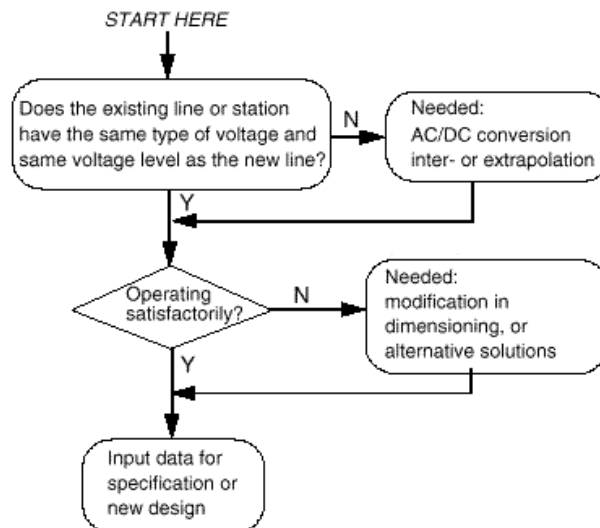 START HERE
Does the existing line or station
have the same type of voltage and
same voltage level as the new line?
N
Needed:
AC/DC conversion
inter- or extrapolation
Y
Operating
satisfactorily?
N
Needed:
modification in
dimensioning, or
alternative solutions
Y
Input data for
specification or
new design